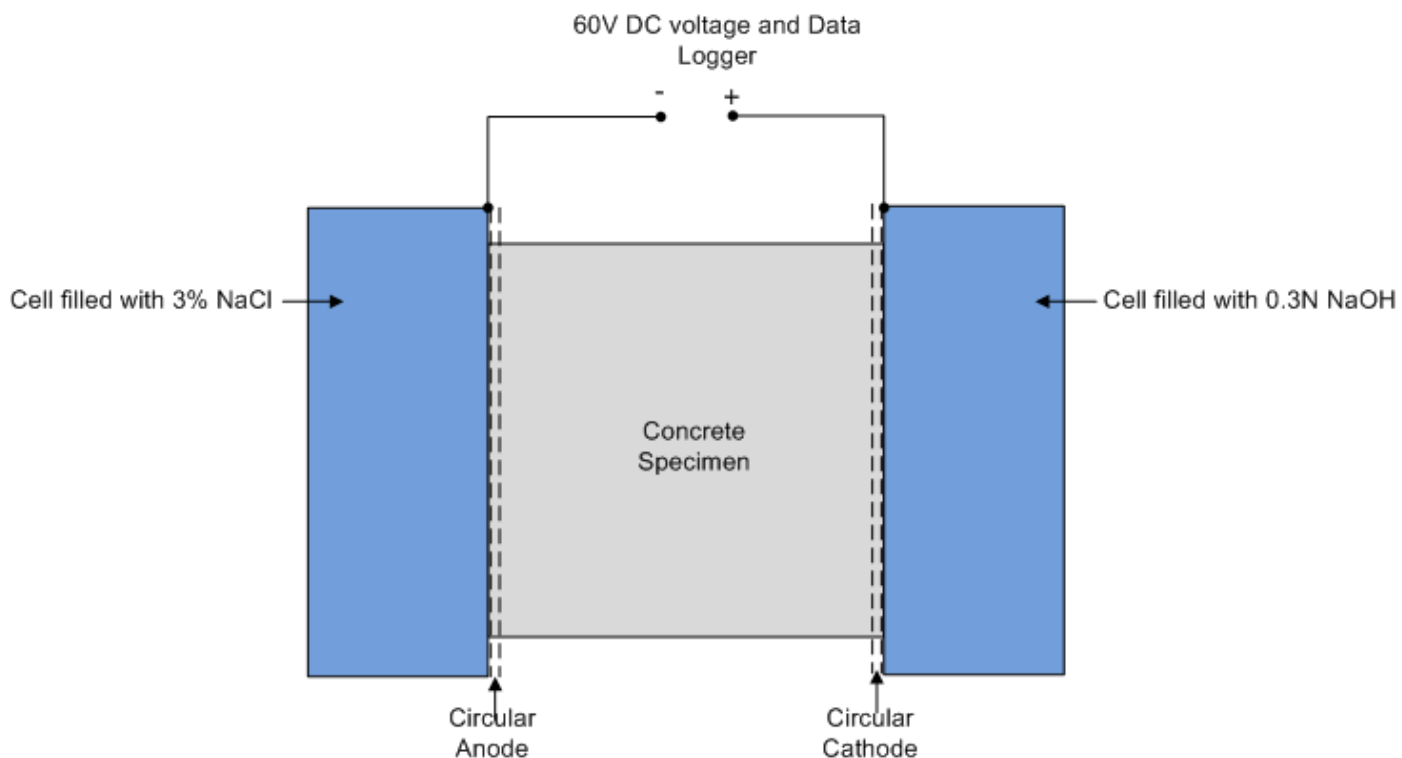 60V DC voltage and Data
Logger
- +
Cell filled with 3% NaCl
Cell filled with 0.3N NaOH
Concrete
Specimen
Circular
Anode
Circular
Cathode